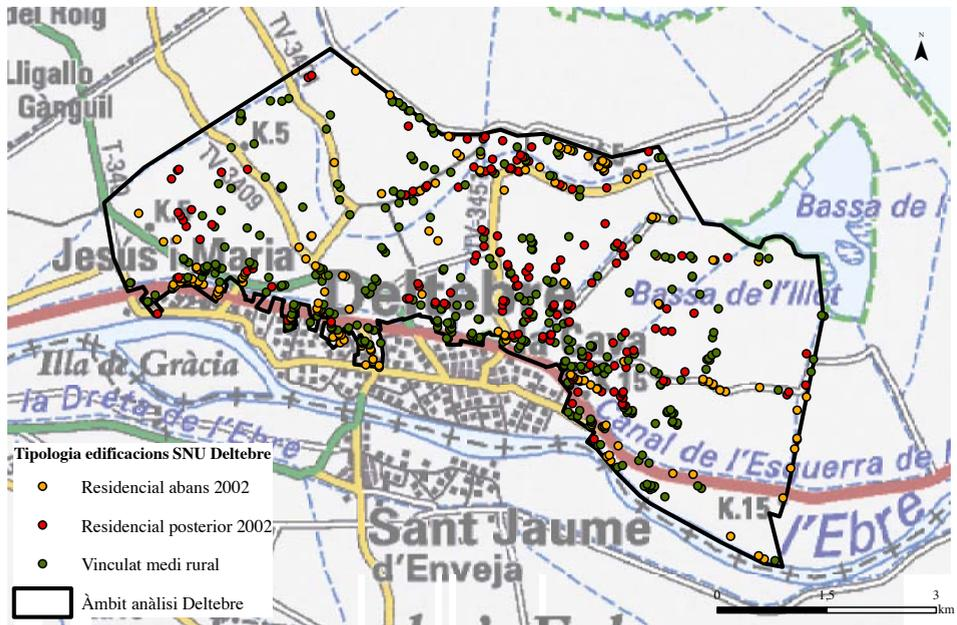 del Roig
TV-340
N
Lligallo
Gànguil
K.5
T-340
TV-3409
K.5
TV-345
Bassa de l'
Jesús i Maria
Deltebre
Bassa de l'Illot
Illa de Gràcia
la Dreta de l'Ebre
Canal de l'Esquerra de l'
Tipologia edificacions SNU Deltebre
Residencial abans 2002
K.15
Residencial posterior 2002
Sant Jaume
l'Ebre
Vinculat medi rural
d'Enveja
Àmbit anàlisi Deltebre
0 1,5 3
km